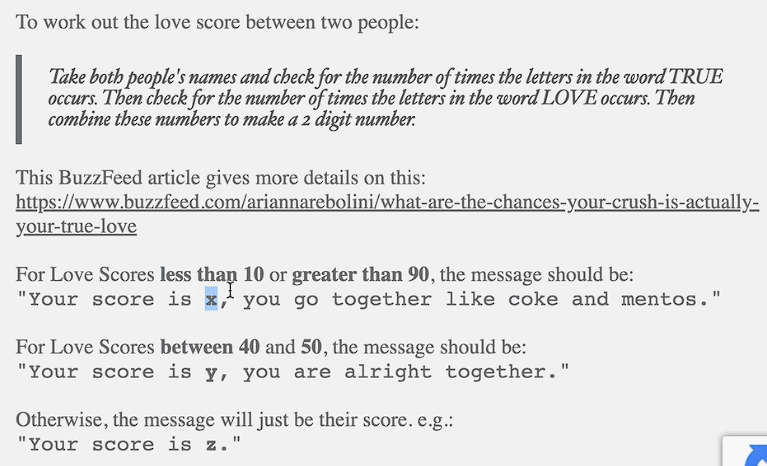 To work out the love score between two people:
Take both people's names and check for the number of times the letters in the word TRUE
occurs. Then check for the number of times the letters in the word LOVE occurs. Then
combine these numbers to make a 2 digit number.
This BuzzFeed article gives more details on this:
https://www.buzzfeed.com/ariannarebolini/what-are-the-chances-your-crush-is-actually-
your-true-love
For Love Scores less than 10 or greater than 90, the message should be:
"Your score is x, you go together like coke and mentos."
For Love Scores between 40 and 50, the message should be:
"Your score is y, you are alright together."
Otherwise, the message will just be their score. e.g.:
"Your score is z."